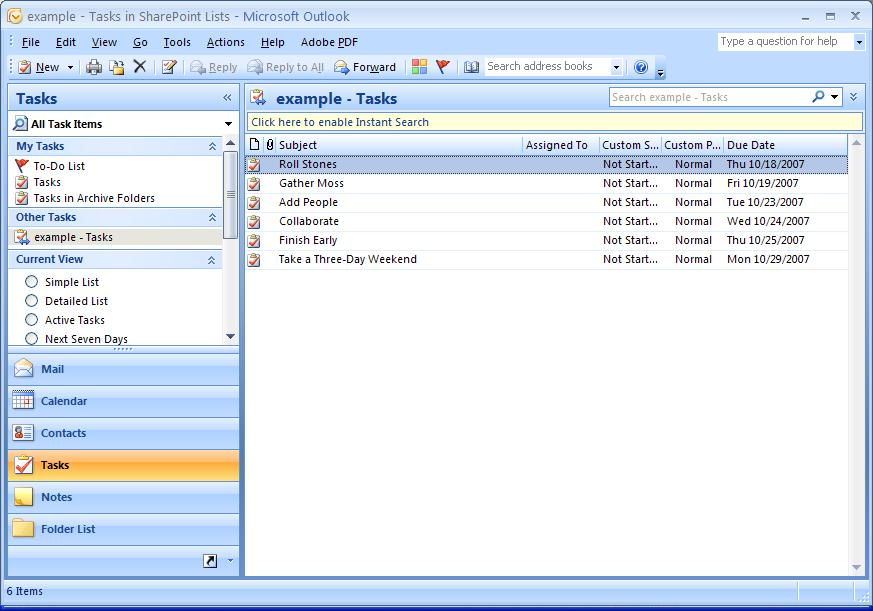 example - Tasks in SharePoint Lists - Microsoft Outlook
File Edit View Go Tools Actions Help Adobe PDF Type a question for help
New Reply Reply to All Forward Search address books
Tasks «
All Task Items
My Tasks
To-Do List
Tasks
Tasks in Archive Folders
Other Tasks
example - Tasks
Current View
Simple List
Detailed List
Active Tasks
Next Seven Days
Mail
Calendar
Contacts
Tasks
Notes
Folder List
example - Tasks Search example - Tasks
Click here to enable Instant Search
Subject Assigned To Custom S... Custom P... Due Date
Roll Stones Not Start... Normal Thu 10/18/2007
Gather Moss Not Start... Normal Fri 10/19/2007
Add People Not Start... Normal Tue 10/23/2007
Collaborate Not Start... Normal Wed 10/24/2007
Finish Early Not Start... Normal Thu 10/25/2007
Take a Three-Day Weekend Not Start... Normal Mon 10/29/2007
6 Items